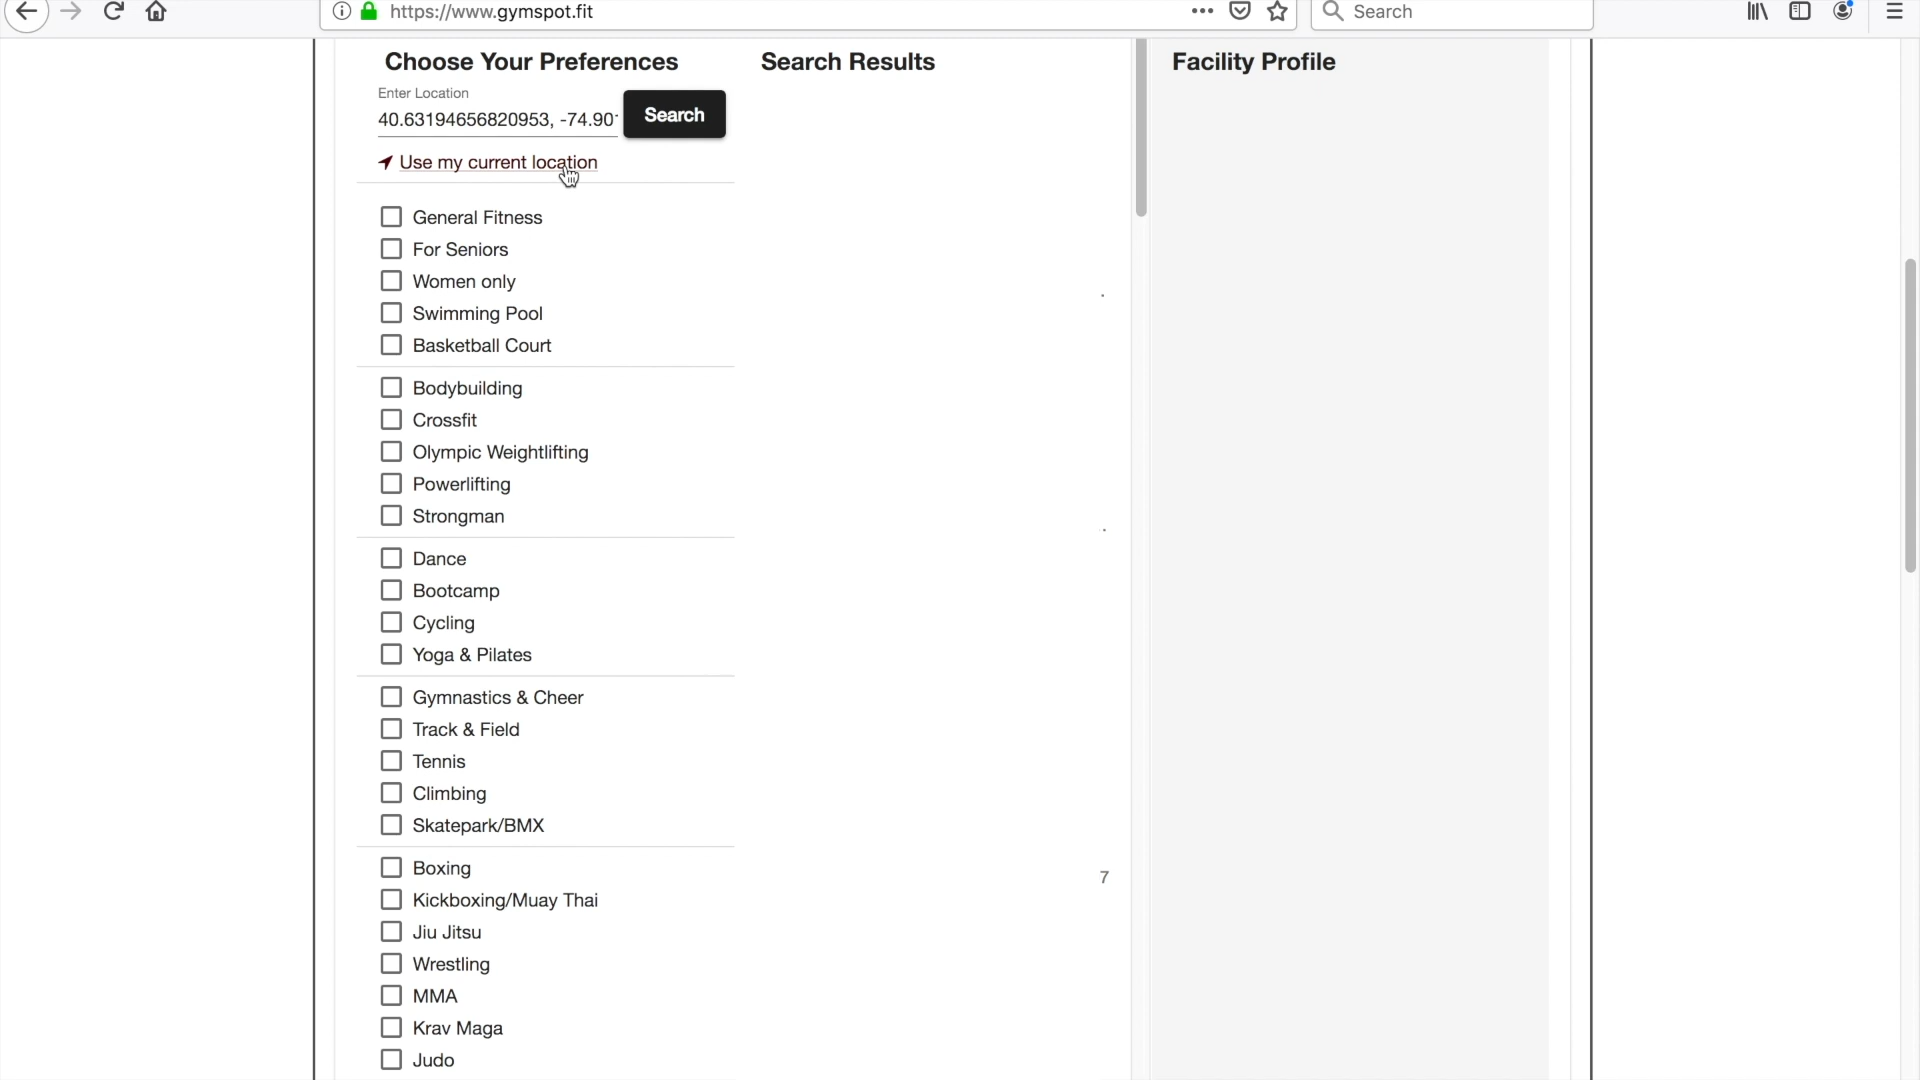 https://www.gymspot.fit
Search
Choose Your Preferences
Enter Location
40.63194656820953, -74.90
Search
Use my current location
General Fitness
For Seniors
Women only
Swimming Pool
Basketball Court
Bodybuilding
Crossfit
Olympic Weightlifting
Powerlifting
Strongman
Dance
Bootcamp
Cycling
Yoga & Pilates
Gymnastics & Cheer
Track & Field
Tennis
Climbing
Skatepark/BMX
Boxing
Kickboxing/Muay Thai
Jiu Jitsu
Wrestling
MMA
Krav Maga
Judo
Search Results
7
Facility Profile